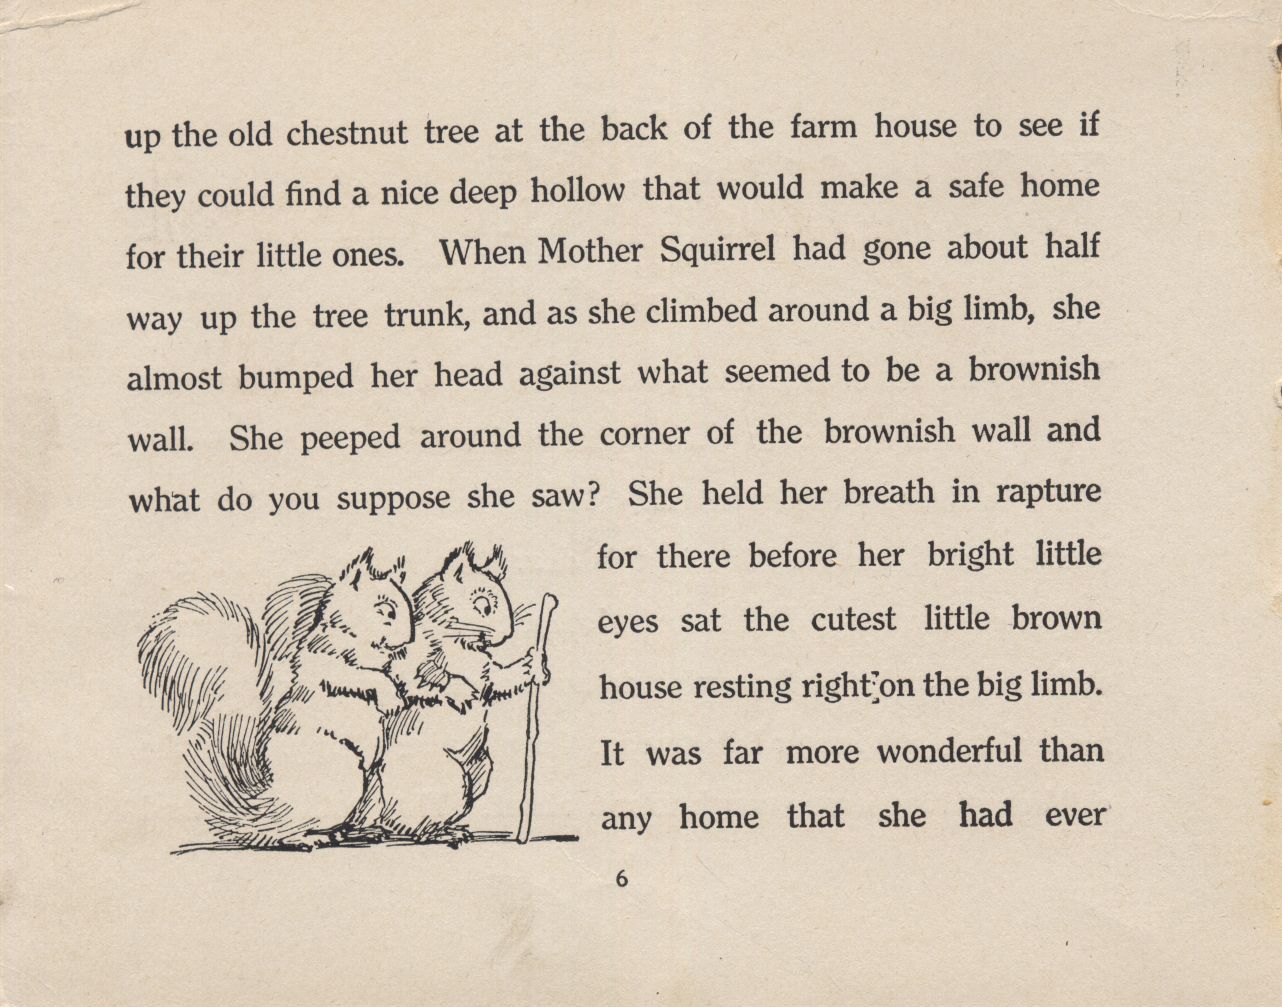 up the old chestnut tree at the back of the farm house to see if
they could find a nice deep hollow that would make a safe home
for their little ones. When Mother Squirrel had gone about half
way up the tree trunk, and as she climbed around a big limb, she
almost bumped her head against what seemed to be a brownish
wall. She peeped around the corner of the brownish wall and
what do you suppose she saw? She held her breath in rapture
for there before her bright little
eyes sat the cutest little brown
house resting right on the big limb.
It was far more wonderful than
any home that she had ever
6